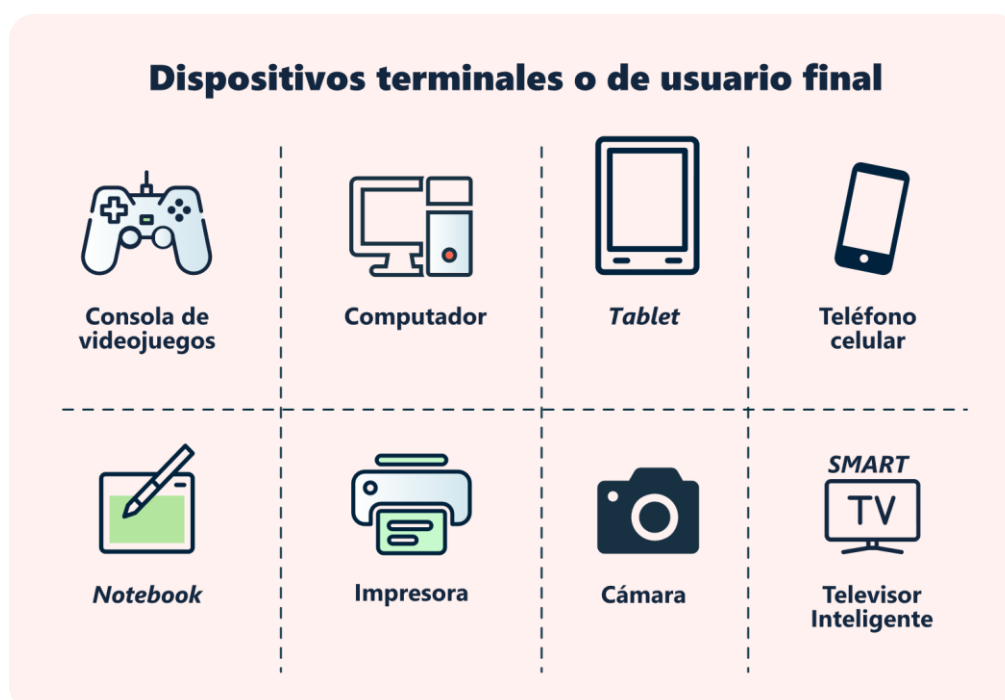 Dispositivos terminales o de usuario final
Consola de
videojuegos
Computador
Tablet
Teléfono
celular
Notebook
Impresora
Cámara
SMART
TV
Televisor
Inteligente